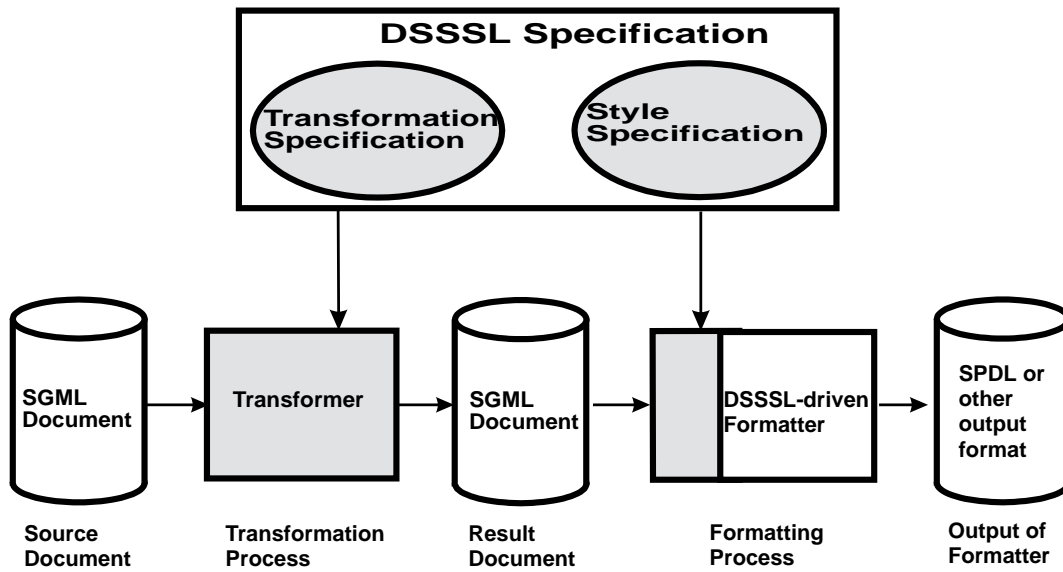 DSSSL Specification
Transformation
Specification
Style
Specification
SGML
Document
Transformer
SGML
Document
DSSSL-driven
Formatter
SPDL or
other
output
format
Source
Document
Transformation
Process
Result
Document
Formatting
Process
Output of
Formatter